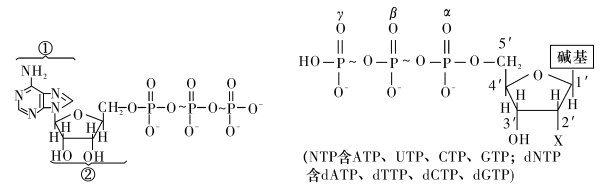 ①
NH₂
N
N
N
N
CH₂—O—P—O~P—O~P—O⁻
O O O
O⁻ O⁻ O⁻
O
H H
H H
HO OH
②
γ β α
O O O
HO—P~O—P~O—P—O—CH₂
O⁻ O⁻ O⁻
5′
碱基
O
4′ H H 1′
H H
3′ 2′
OH X
(NTP含ATP、UTP、CTP、GTP；dNTP
含dATP、dTTP、dCTP、dGTP)